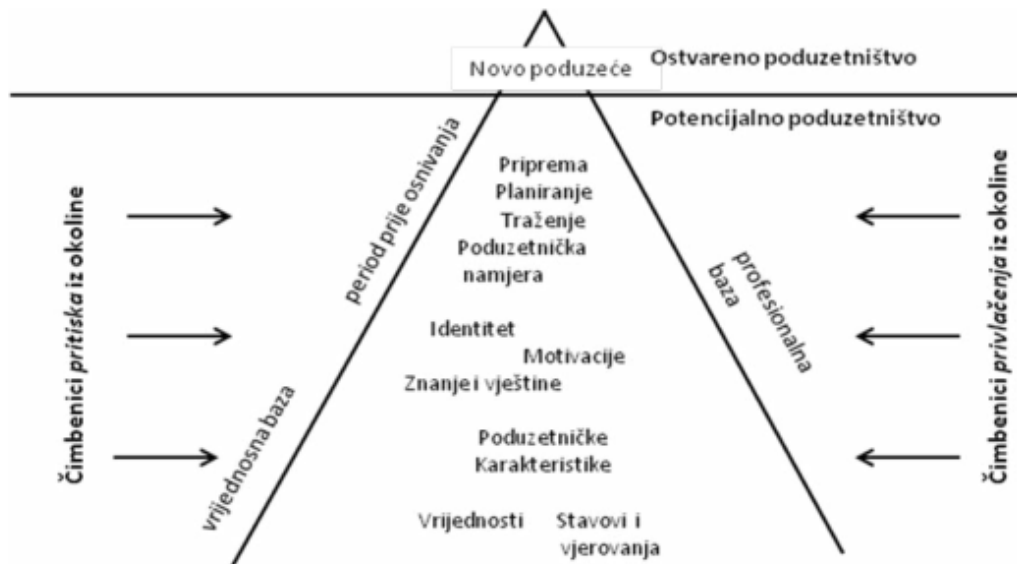 Novo poduzeće
Ostvareno poduzetništvo
Potencijalno poduzetništvo
Čimbenici pritiska iz okoline
period prije osnivanja
vrijednosna baza
Priprema
Planiranje
Traženje
Poduzetnička
namjera
Identitet
Motivacije
Znanje i vještine
Poduzetničke
Karakteristike
Vrijednosti
Stavovi i
vjerovanja
profesionalna
baza
Čimbenici privlačenja iz okoline